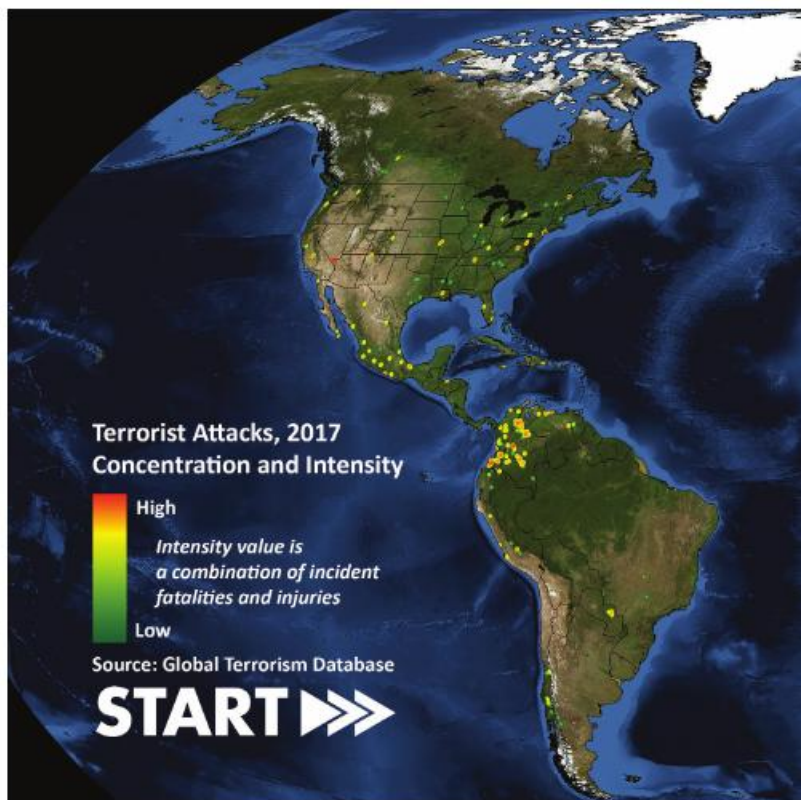 Terrorist Attacks, 2017
Concentration and Intensity
High
Intensity value is
a combination of incident
fatalities and injuries
Low
Source: Global Terrorism Database
START